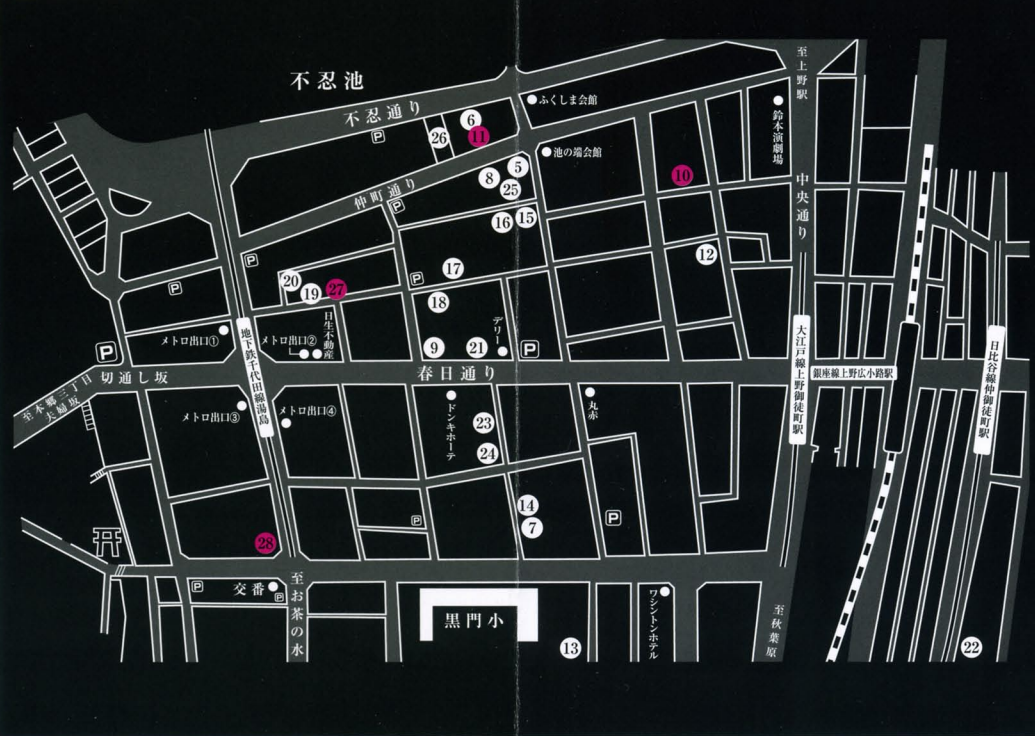 不忍池
不忍通り
ふくしま会館
至上野駅
鈴本演劇場
P
26
6
11
池の端会館
仲町通り
P
8
5
25
10
中央通り
16
15
P
17
12
P
20
19
27
P
18
日生不動産
メトロ出口①
メトロ出口②
地下鉄千代田線湯島
9
21
デリー
P
P
大江戸線上野御徒町駅
日比谷線仲御徒町駅
切通し坂
春日通り
銀座線上野広小路駅
至本郷三丁目
夫婦坂
メトロ出口③
メトロ出口④
ドンキホーテ
23
24
丸赤
14
7
P
P
28
P
交番
P
至お茶の水
黒門小
13
ワシントンホテル
至秋葉原
22